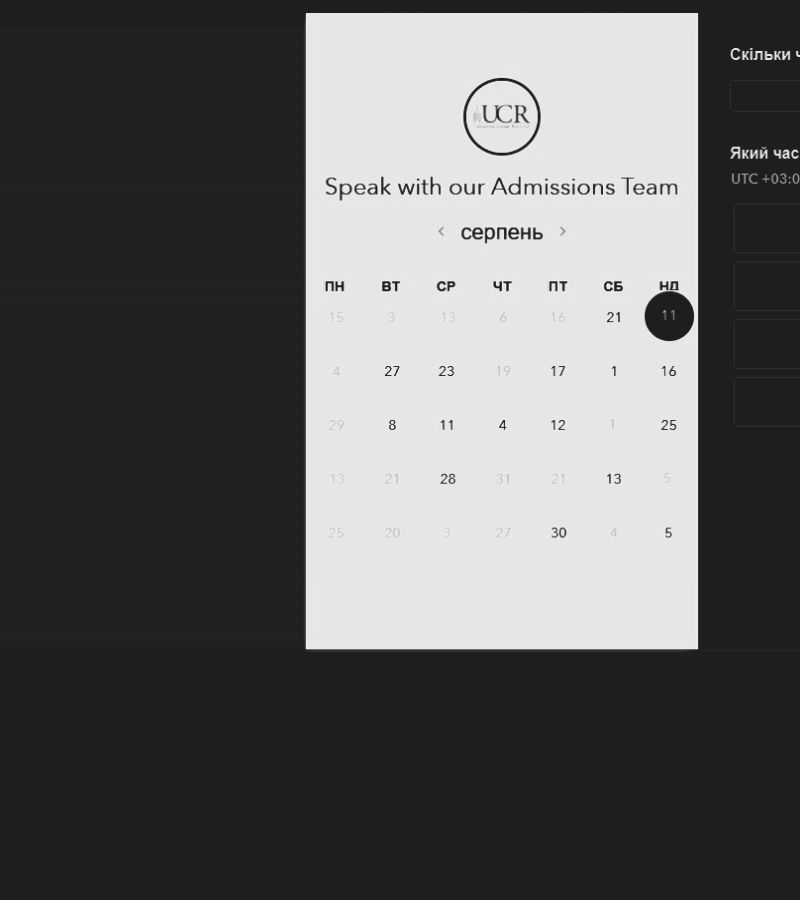 UCR
Speak with our Admissions Team
серпень
ПН ВТ СР ЧТ ПТ СБ НД
15 3 13 6 16 21 11
4 27 23 19 17 1 16
29 8 11 4 12 1 25
13 21 28 31 21 13 5
25 20 3 27 30 4 5
Скільки
Який час
UTC +03:0